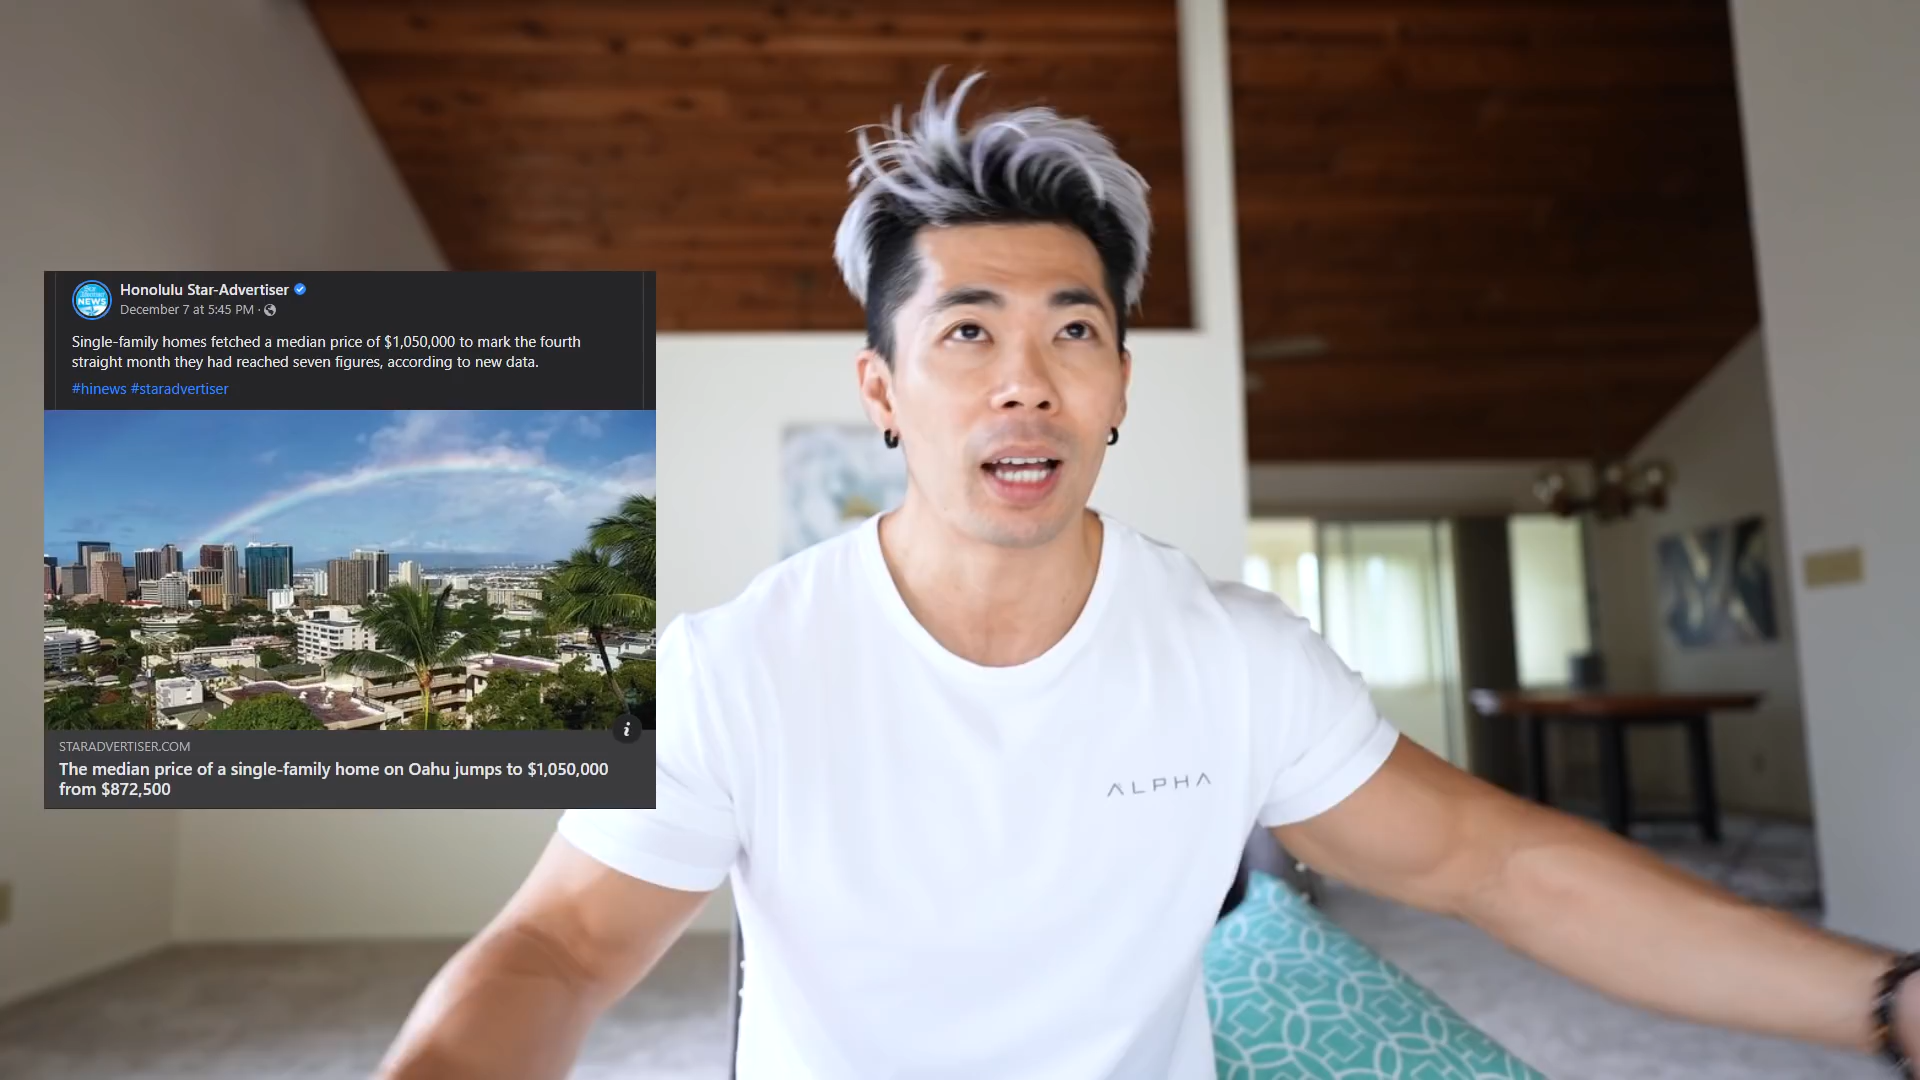 Honolulu Star-Advertiser
December 7 at 5:45 PM ·
Single-family homes fetched a median price of $1,050,000 to mark the fourth
straight month they had reached seven figures, according to new data.
#hinews #staradvertiser
STARADVERTISER.COM
The median price of a single-family home on Oahu jumps to $1,050,000
from $872,500
ALPHA